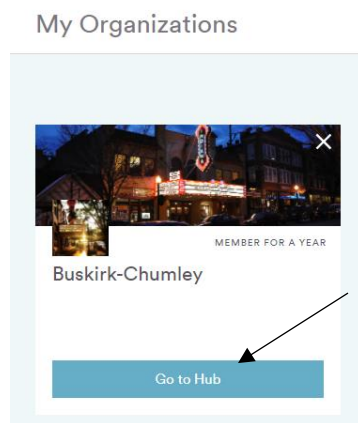 My Organizations
MEMBER FOR A YEAR
Buskirk-Chumley
Go to Hub